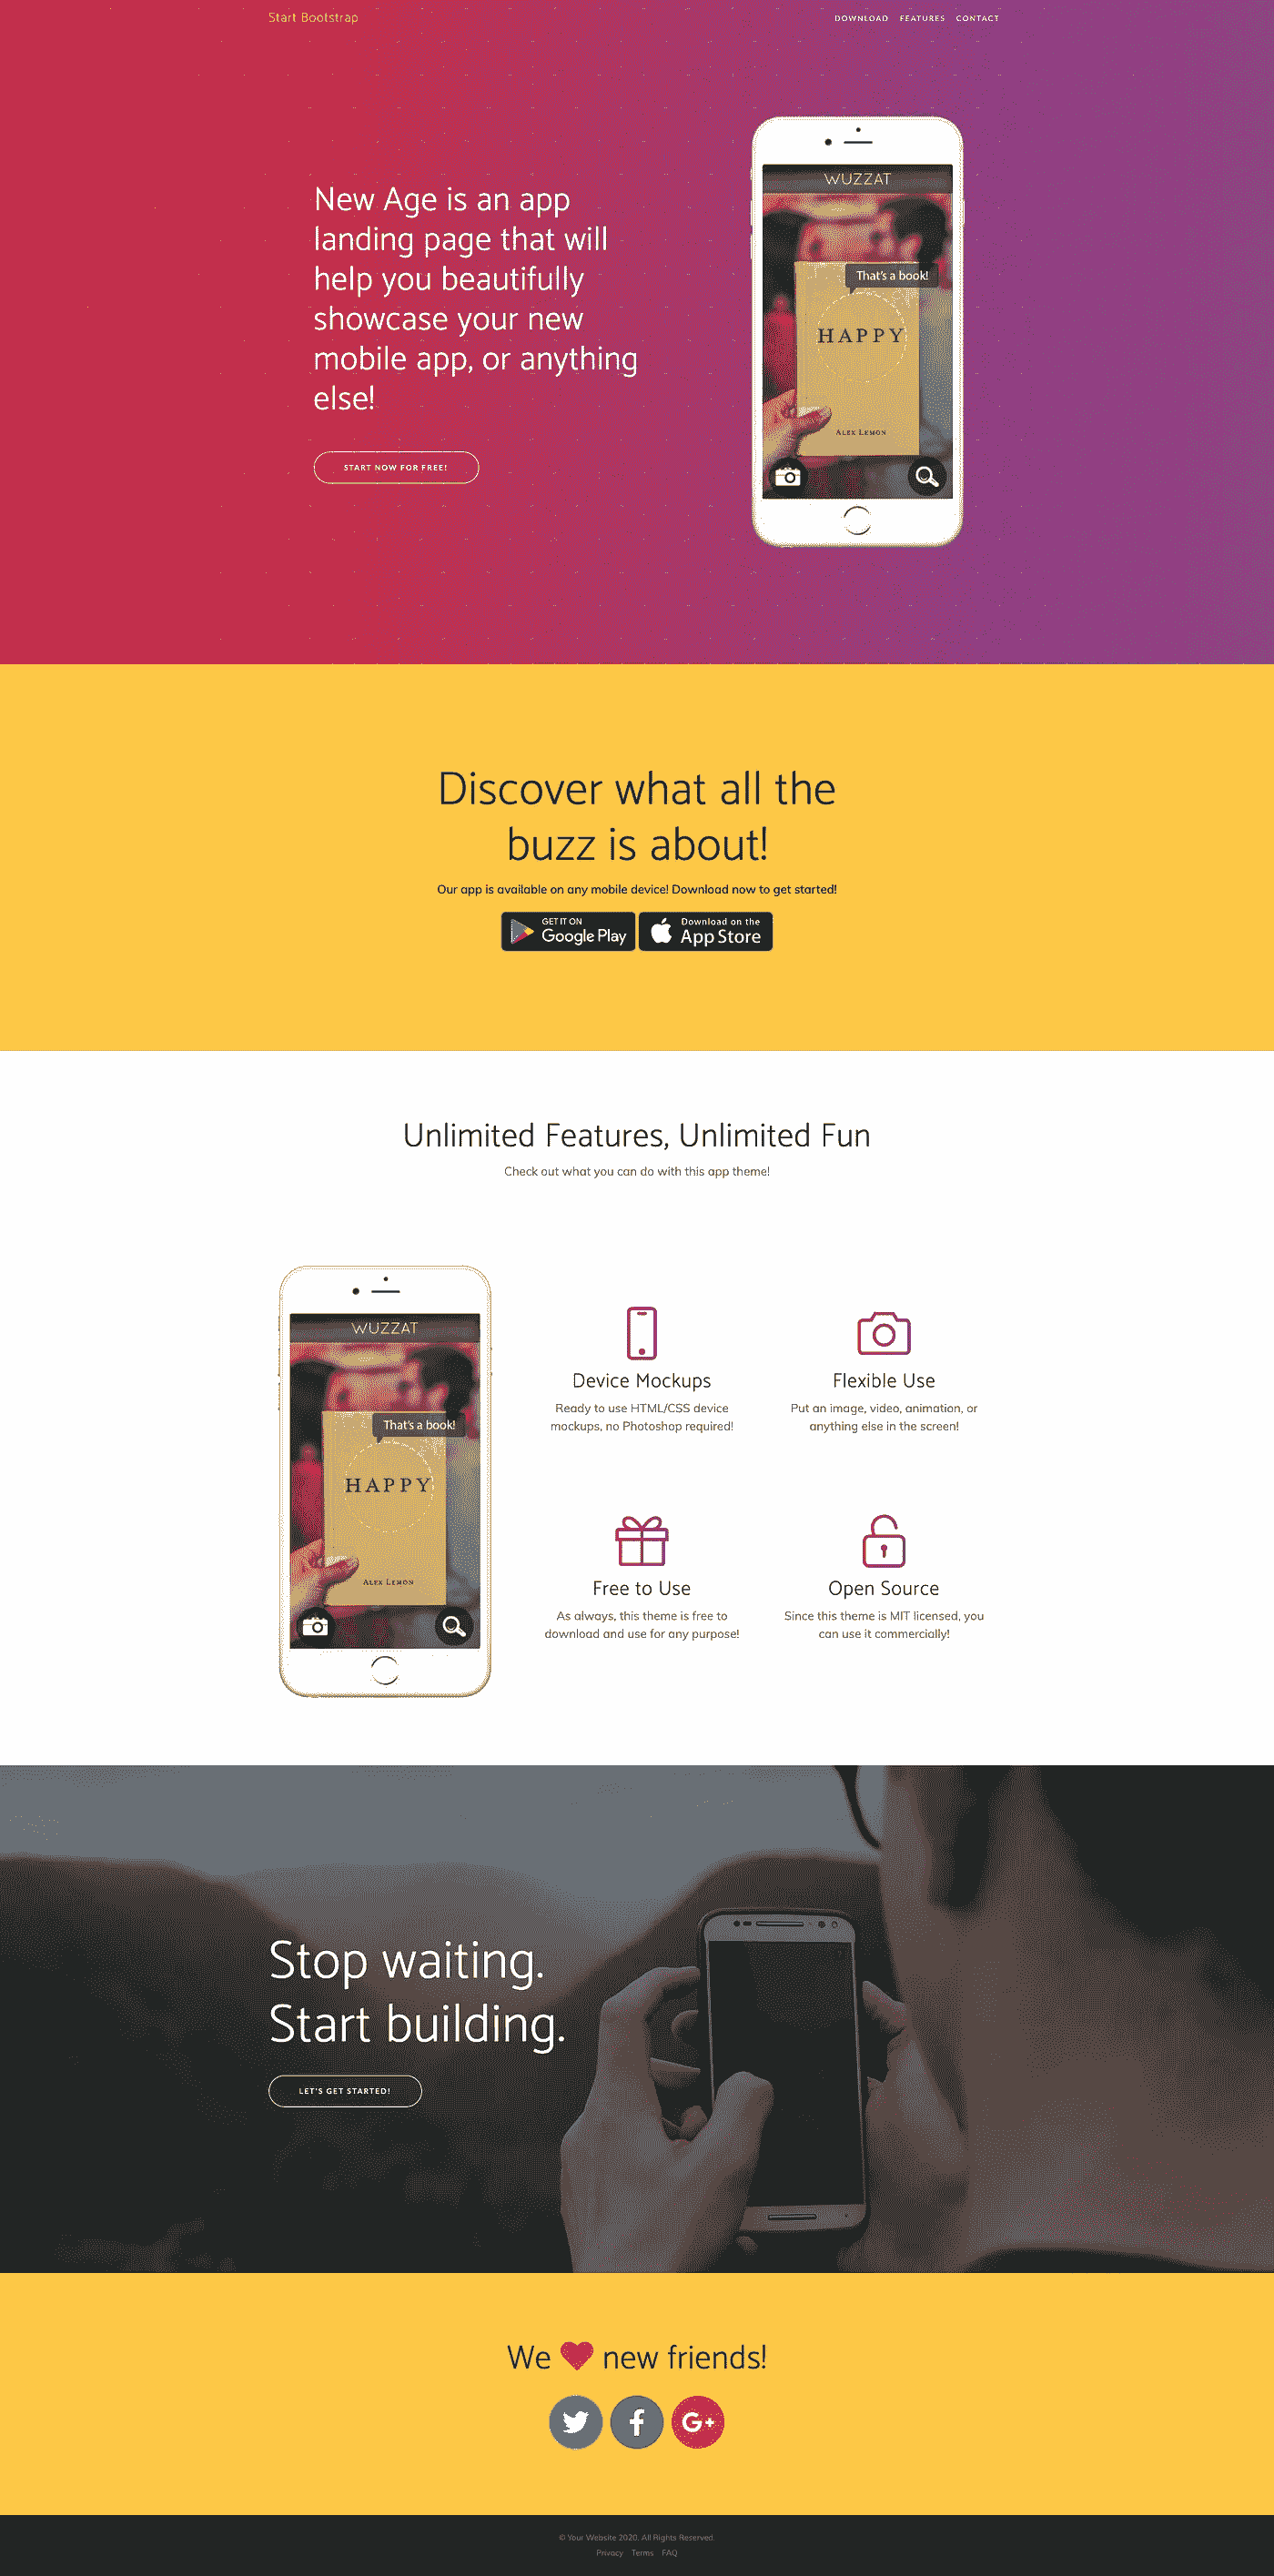 Start Bootstrap
DOWNLOAD FEATURES CONTACT
New Age is an app
landing page that will
help you beautifully
showcase your new
mobile app, or anything
else!
START NOW FOR FREE!
WUZZAT
That's a book!
HAPPY
ALEX LEMON
Discover what all the
buzz is about!
Our app is available on any mobile device! Download now to get started!
GET IT ON
Google Play
Download on the
App Store
Unlimited Features, Unlimited Fun
Check out what you can do with this app theme!
WUZZAT
That's a book!
HAPPY
ALEX LEMON
Device Mockups
Ready to use HTML/CSS device
mockups, no Photoshop required!
Flexible Use
Put an image, video, animation, or
anything else in the screen!
Free to Use
As always, this theme is free to
download and use for any purpose!
Open Source
Since this theme is MIT licensed, you
can use it commercially!
Stop waiting.
Start building.
LET'S GET STARTED!
We ♥ new friends!
G+
© Your Website 2020. All Rights Reserved.
Privacy Terms FAQ